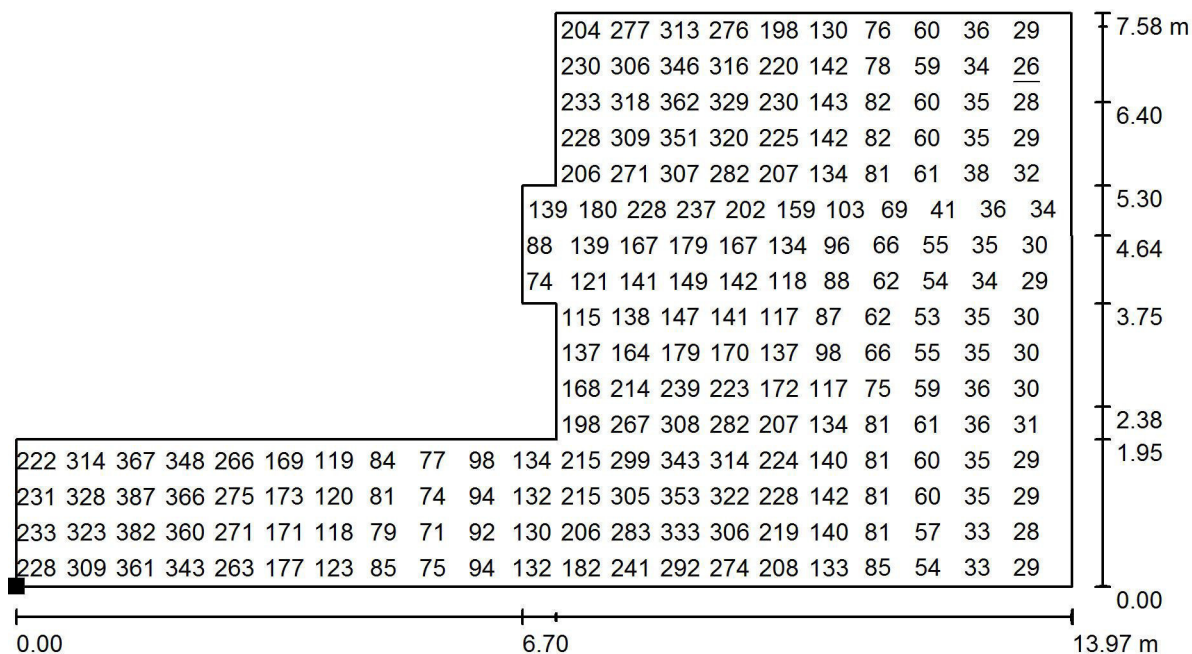 204 277 313 276 198 130 76 60 36 29 7.58 m
230 306 346 316 220 142 78 59 34 26
233 318 362 329 230 143 82 60 35 28 6.40
228 309 351 320 225 142 82 60 35 29
206 271 307 282 207 134 81 61 38 32 5.30
139 180 228 237 202 159 103 69 41 36 34
88 139 167 179 167 134 96 66 55 35 30 4.64
74 121 141 149 142 118 88 62 54 34 29
115 138 147 141 117 87 62 53 35 30 3.75
137 164 179 170 137 98 66 55 35 30
168 214 239 223 172 117 75 59 36 30
198 267 308 282 207 134 81 61 36 31 2.38
222 314 367 348 266 169 119 84 77 98 134 215 299 343 314 224 140 81 60 35 29 1.95
231 328 387 366 275 173 120 81 74 94 132 215 305 353 322 228 142 81 60 35 29
233 323 382 360 271 171 118 79 71 92 130 206 283 333 306 219 140 81 57 33 28
228 309 361 343 263 177 123 85 75 94 132 182 241 292 274 208 133 85 54 33 29
0.00
0.00 6.70 13.97 m